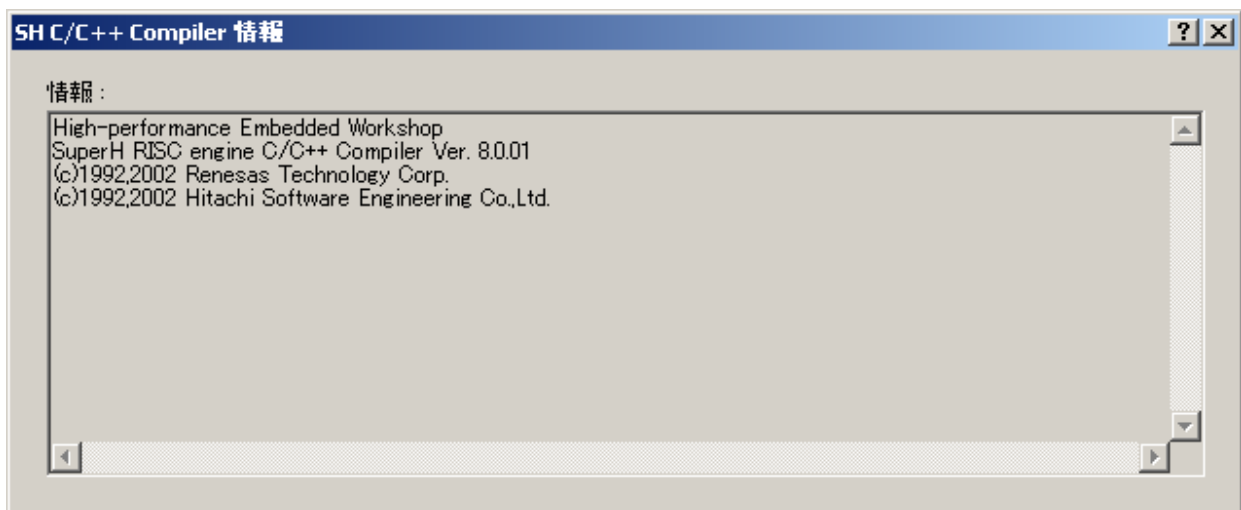 SH C/C++ Compiler 情報
情報 :
High-performance Embedded Workshop
SuperH RISC engine C/C++ Compiler Ver. 8.0.01
(c)1992,2002 Renesas Technology Corp.
(c)1992,2002 Hitachi Software Engineering Co.,Ltd.